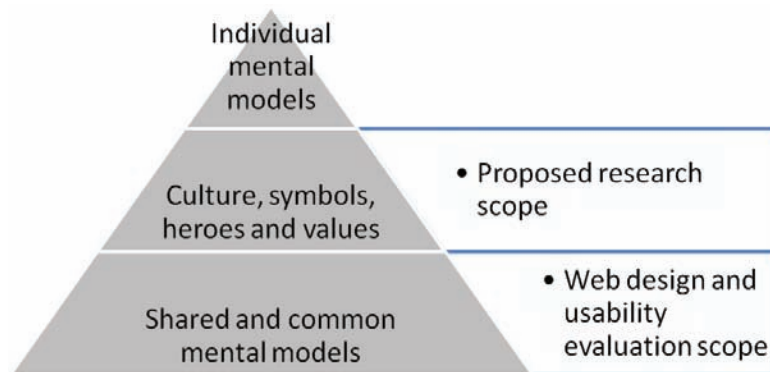 Individual
mental
models
Culture, symbols,
heroes and values
• Proposed research
scope
Shared and common
mental models
• Web design and
usability
evaluation scope